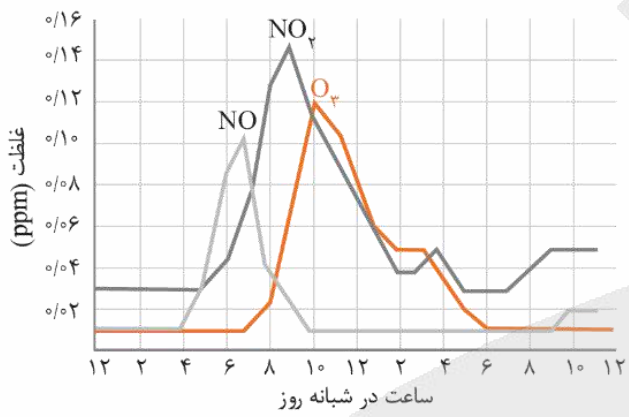 غلظت (ppm)
۰/۱۶
۰/۱۴
۰/۱۲
۰/۱۰
۰/۰۸
۰/۰۶
۰/۰۴
۰/۰۲
NO
NO۲
O۳
۱۲ ۲ ۴ ۶ ۸ ۱۰ ۱۲ ۲ ۴ ۶ ۸ ۱۰ ۱۲
ساعت در شبانه روز